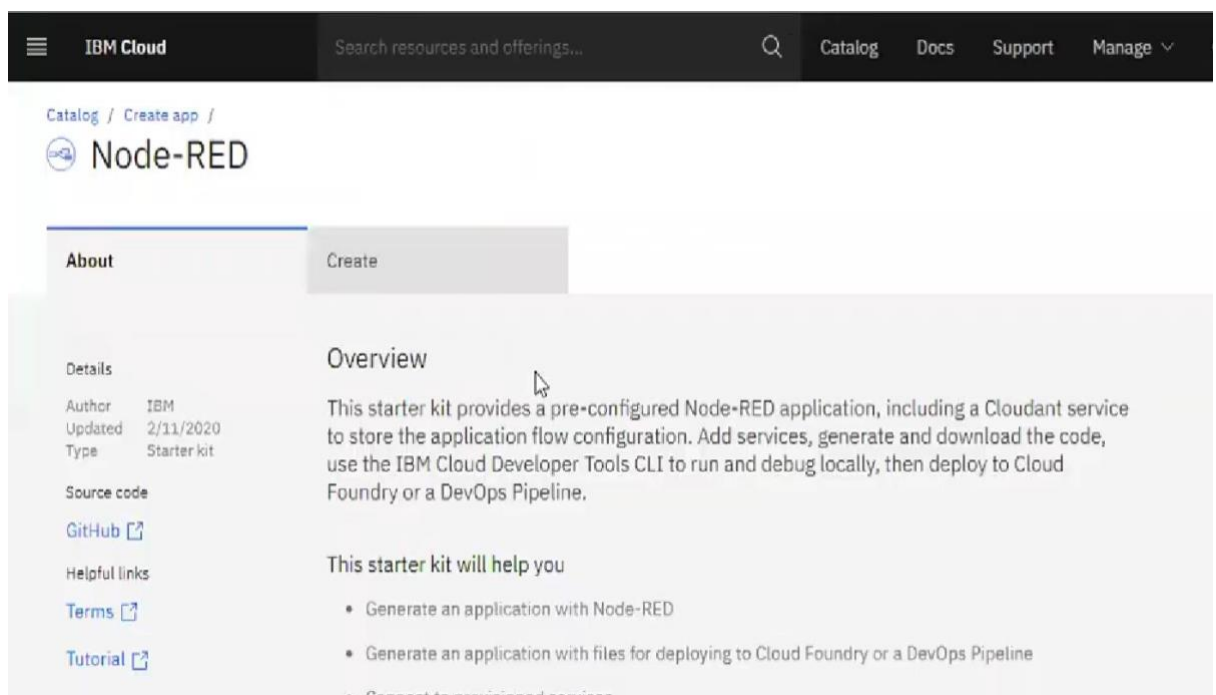 IBM Cloud
Search resources and offerings...
Catalog
Docs
Support
Manage
Catalog / Create app /
Node-RED
About
Create
Details
Author IBM
Updated 2/11/2020
Type Starter kit
Source code
GitHub
Helpful links
Terms
Tutorial
Overview
This starter kit provides a pre-configured Node-RED application, including a Cloudant service
to store the application flow configuration. Add services, generate and download the code,
use the IBM Cloud Developer Tools CLI to run and debug locally, then deploy to Cloud
Foundry or a DevOps Pipeline.
This starter kit will help you
• Generate an application with Node-RED
• Generate an application with files for deploying to Cloud Foundry or a DevOps Pipeline